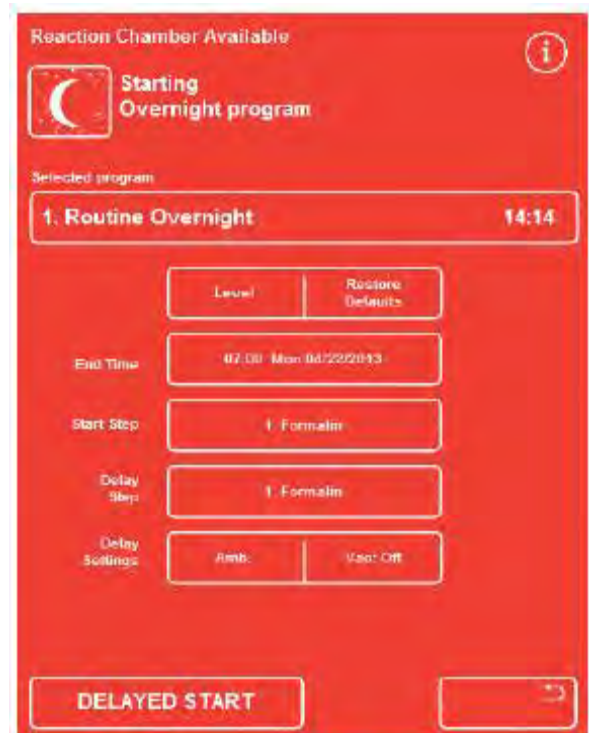 Reaction Chamber Available
Starting
Overnight program
Selected program
1. Routine Overnight 14:14
Level Restore
Defaults
End Time 07:00 Mon 04/22/2013
Start Step 1. Formalin
Delay
Step 1. Formalin
Delay
Settings Amb. Vac: Off
DELAYED START